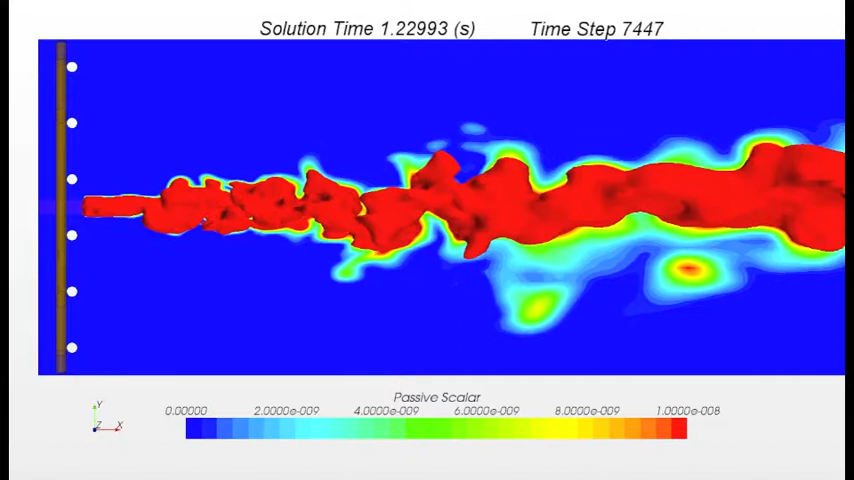 Solution Time 1.22993 (s) Time Step 7447
Y
Z X
Passive Scalar
0.00000 2.0000e-009 4.0000e-009 6.0000e-009 8.0000e-009 1.0000e-008